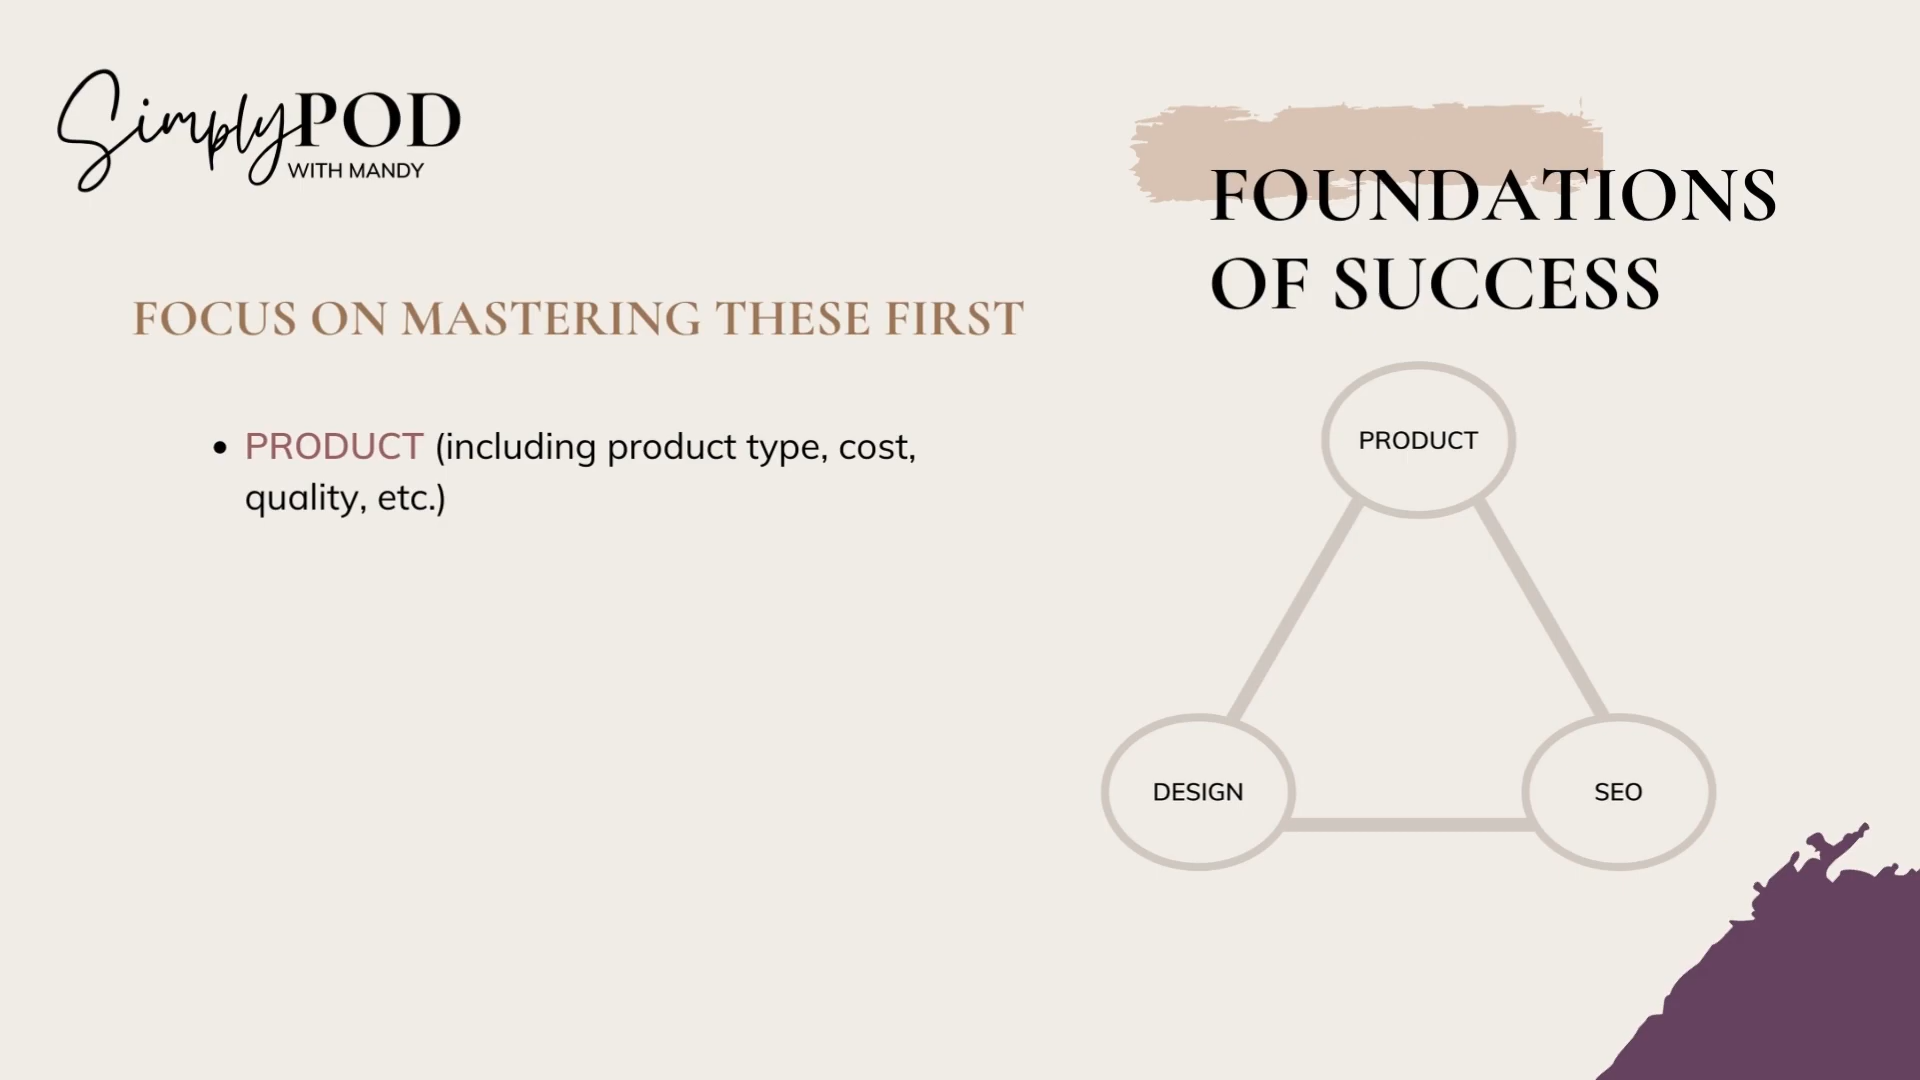 SimplyPOD
WITH MANDY
FOUNDATIONS
OF SUCCESS
FOCUS ON MASTERING THESE FIRST
• PRODUCT (including product type, cost,
quality, etc.)
PRODUCT
DESIGN
SEO